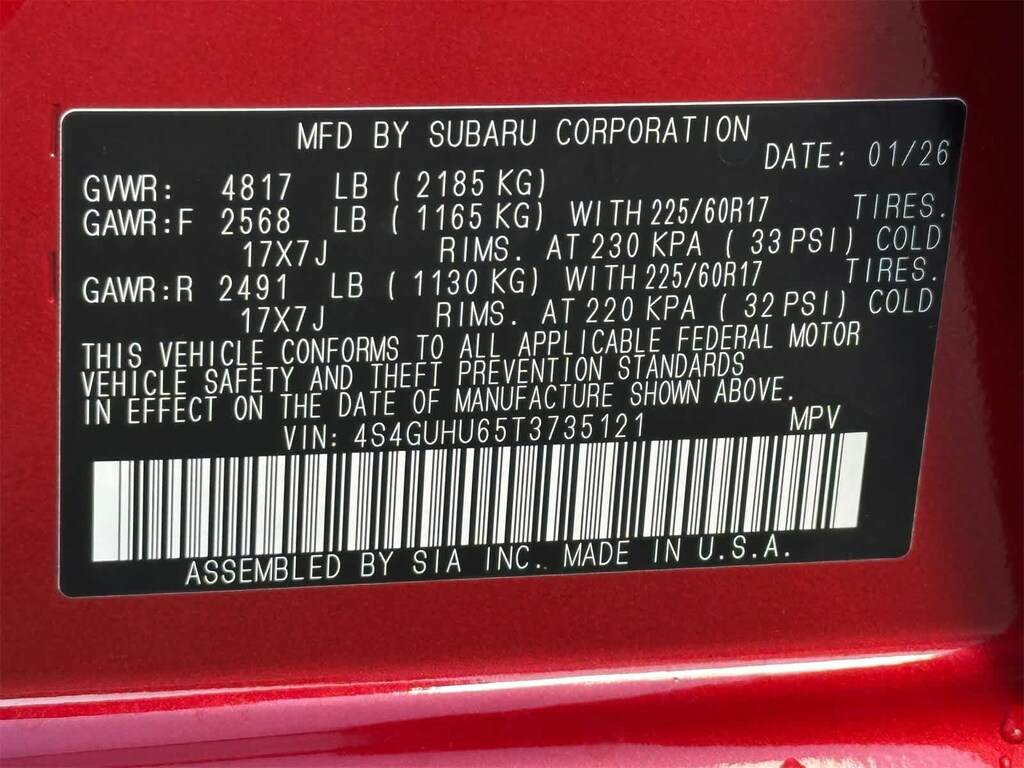 MFD BY SUBARU CORPORATION
DATE: 01/26
GVWR: 4817 LB ( 2185 KG)
GAWR:F 2568 LB ( 1165 KG) WITH 225/60R17 TIRES.
17X7J RIMS. AT 230 KPA ( 33 PSI) COLD
GAWR:R 2491 LB ( 1130 KG) WITH 225/60R17 TIRES.
17X7J RIMS. AT 220 KPA ( 32 PSI) COLD
THIS VEHICLE CONFORMS TO ALL APPLICABLE FEDERAL MOTOR
VEHICLE SAFETY AND THEFT PREVENTION STANDARDS
IN EFFECT ON THE DATE OF MANUFACTURE SHOWN ABOVE.
VIN: 4S4GUHU65T3735121 MPV
ASSEMBLED BY SIA INC. MADE IN U.S.A.